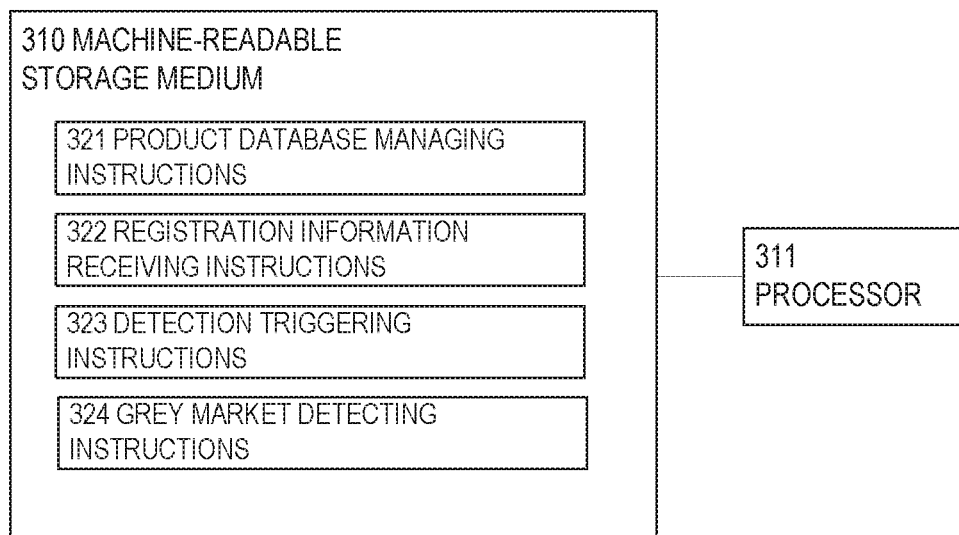 310 MACHINE-READABLE
STORAGE MEDIUM
321 PRODUCT DATABASE MANAGING
INSTRUCTIONS
322 REGISTRATION INFORMATION
RECEIVING INSTRUCTIONS
323 DETECTION TRIGGERING
INSTRUCTIONS
324 GREY MARKET DETECTING
INSTRUCTIONS
311
PROCESSOR